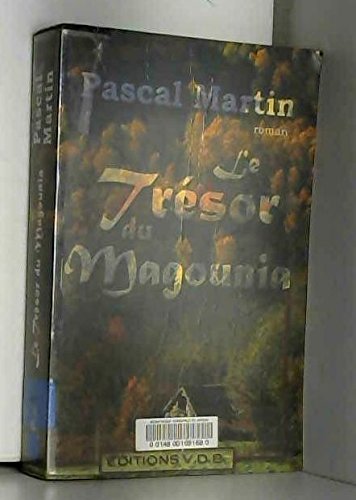 Pascal Martin
roman
Le
Trésor
du
Magounia
EDITIONS V.D.B.
Le Trésor du Magounia
Pascal Martin